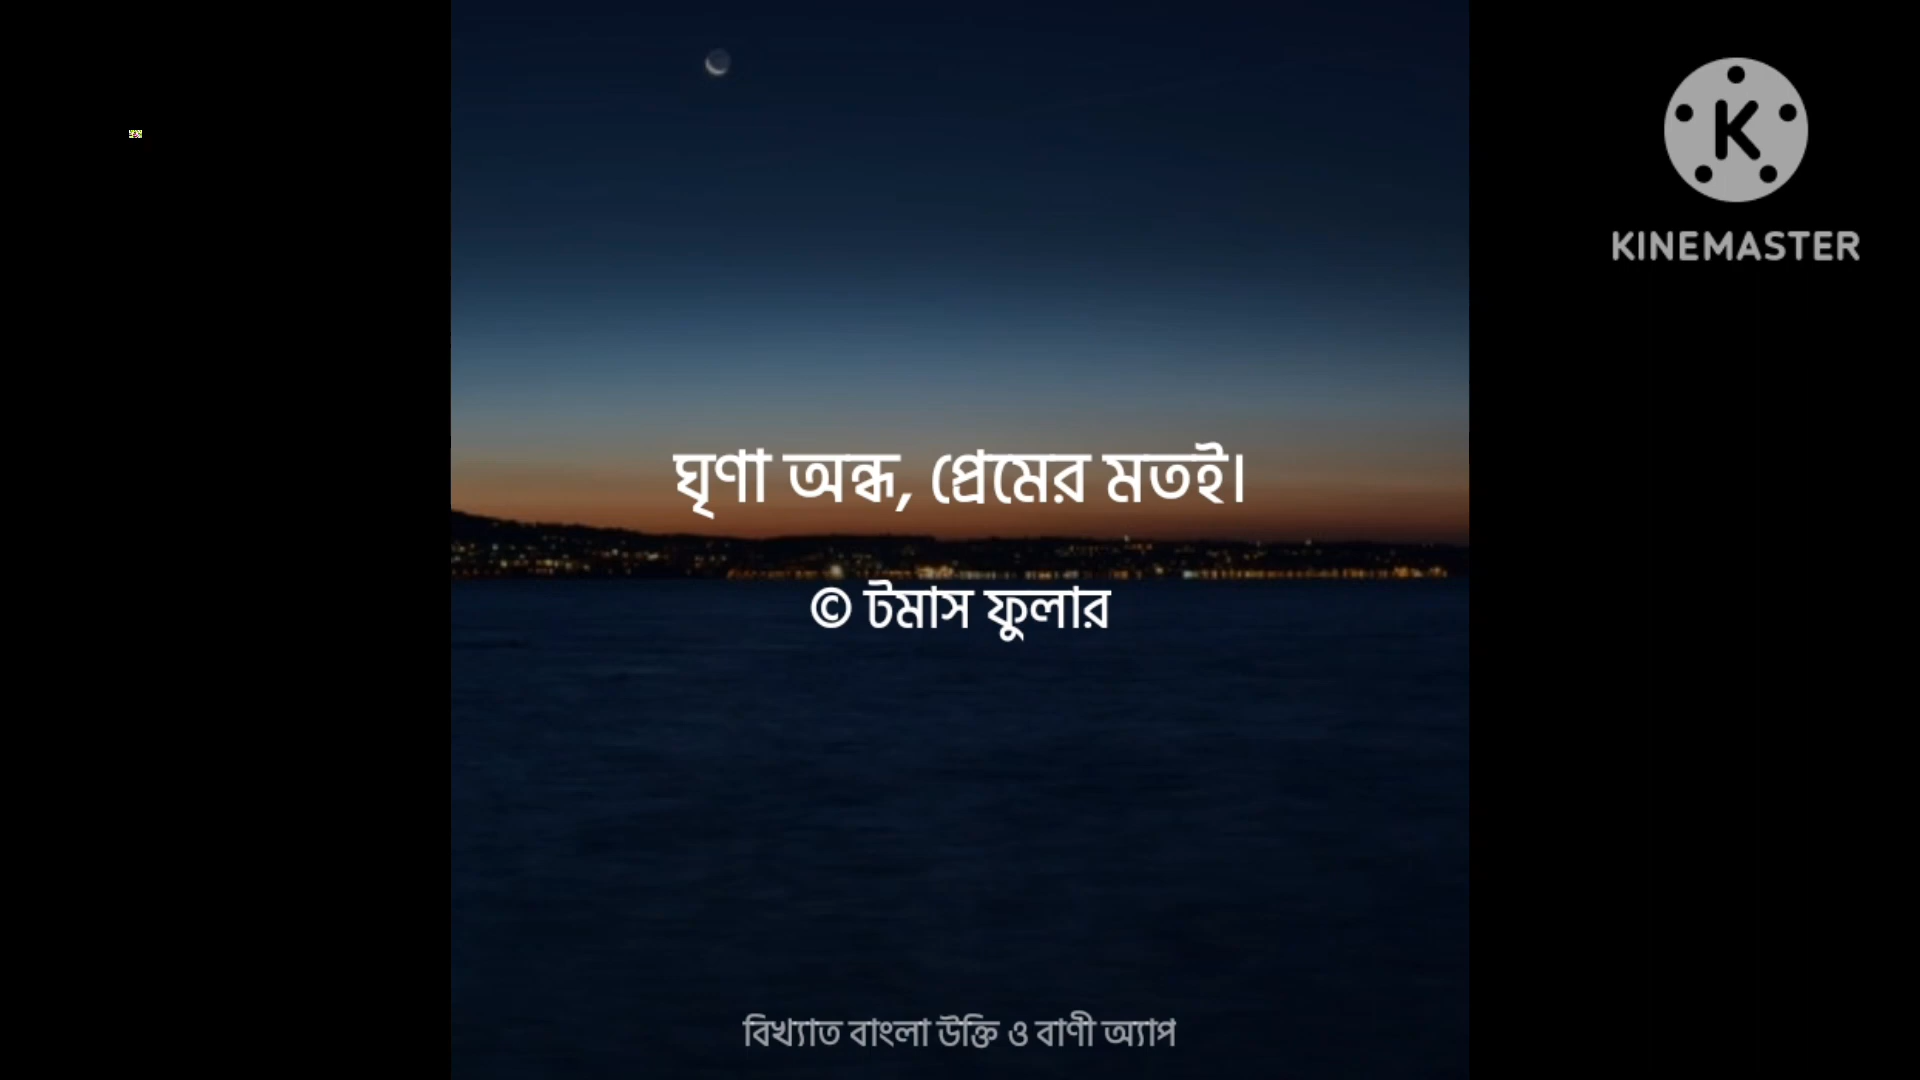 K
KINEMASTER
ঘৃণা অন্ধ, প্রেমের মতই।
© টমাস ফুলার
বিখ্যাত বাংলা উক্তি ও বাণী অ্যাপ